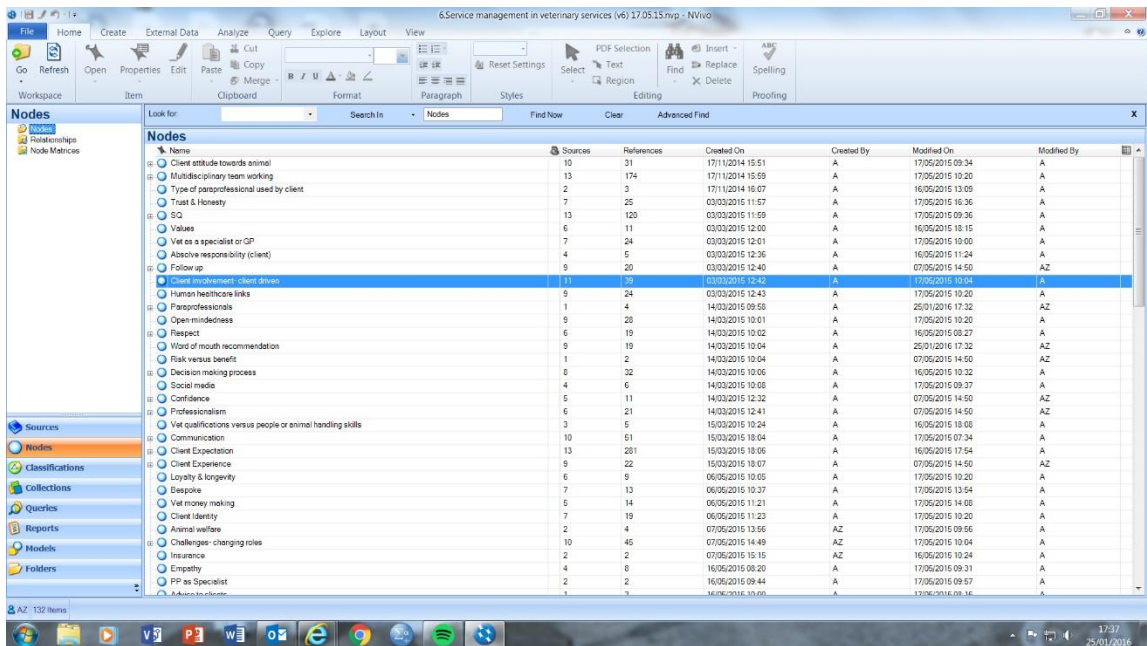 6.Service management in veterinary services (v6) 17.05.15.nvp - NVivo
File Home Create External Data Analyze Query Explore Layout View
Go Refresh Open Properties Edit Paste Cut Copy Merge B I U A Reset Settings Select PDF Selection Text Region Find Insert Replace Delete ABC Spelling
Workspace Item Clipboard Format Paragraph Styles Editing Proofing
Nodes
Nodes
Relationships
Node Matrices
Look for: Search In Nodes Find Now Clear Advanced Find X
Nodes
Name Sources References Created On Created By Modified On Modified By
Client attitude towards animal 10 31 17/11/2014 15:51 A 17/05/2015 09:34 A
Multidisciplinary team working 13 174 17/11/2014 15:59 A 17/05/2015 10:20 A
Type of paraprofessional used by client 2 3 17/11/2014 16:07 A 16/05/2015 13:09 A
Trust & Honesty 7 25 03/03/2015 11:57 A 17/05/2015 16:36 A
SQ 13 120 03/03/2015 11:59 A 17/05/2015 09:36 A
Values 6 11 03/03/2015 12:00 A 16/05/2015 18:15 A
Vet as a specialist or GP 7 24 03/03/2015 12:01 A 17/05/2015 10:00 A
Absolve responsibility (client) 4 5 03/03/2015 12:36 A 16/05/2015 11:24 A
Follow up 9 20 03/03/2015 12:40 A 07/05/2015 14:50 AZ
Client involvement- client driven 11 39 03/03/2015 12:42 A 17/05/2015 10:04 A
Human healthcare links 9 24 03/03/2015 12:43 A 17/05/2015 10:20 A
Paraprofessionals 1 4 14/03/2015 09:58 A 25/01/2016 17:32 AZ
Open-mindedness 9 28 14/03/2015 10:01 A 17/05/2015 10:20 A
Respect 6 19 14/03/2015 10:02 A 16/05/2015 08:27 A
Word of mouth recommendation 9 19 14/03/2015 10:04 A 25/01/2016 17:32 AZ
Risk versus benefit 1 2 14/03/2015 10:04 A 07/05/2015 14:50 AZ
Decision making process 8 32 14/03/2015 10:06 A 16/05/2015 10:32 A
Social media 4 6 14/03/2015 10:08 A 17/05/2015 09:37 A
Confidence 5 11 14/03/2015 12:32 A 07/05/2015 14:50 AZ
Professionalism 6 21 14/03/2015 12:41 A 07/05/2015 14:50 AZ
Vet qualifications versus people or animal handling skills 3 5 15/03/2015 10:24 A 16/05/2015 18:08 A
Communication 10 51 15/03/2015 18:04 A 17/05/2015 07:34 A
Client Expectation 13 281 15/03/2015 18:06 A 16/05/2015 17:54 A
Client Experience 9 22 15/03/2015 18:07 A 07/05/2015 14:50 AZ
Loyalty & longevity 6 9 06/05/2015 10:05 A 17/05/2015 10:20 A
Bespoke 7 13 06/05/2015 10:37 A 17/05/2015 13:54 A
Vet money making 5 14 06/05/2015 11:21 A 17/05/2015 14:08 A
Client Identity 7 19 06/05/2015 11:23 A 17/05/2015 10:20 A
Animal welfare 2 4 07/05/2015 13:56 AZ 17/05/2015 09:56 A
Challenges- changing roles 10 45 07/05/2015 14:49 AZ 17/05/2015 10:04 A
Insurance 2 2 07/05/2015 15:15 AZ 16/05/2015 10:24 A
Empathy 4 8 16/05/2015 08:20 A 17/05/2015 09:31 A
PP as Specialist 2 2 16/05/2015 09:44 A 17/05/2015 09:57 A
Advice to clients 1 3 16/05/2015 10:00 A 17/05/2015 08:16 A
Sources
Nodes
Classifications
Collections
Queries
Reports
Models
Folders
AZ 132 Items
17:37
25/01/2016